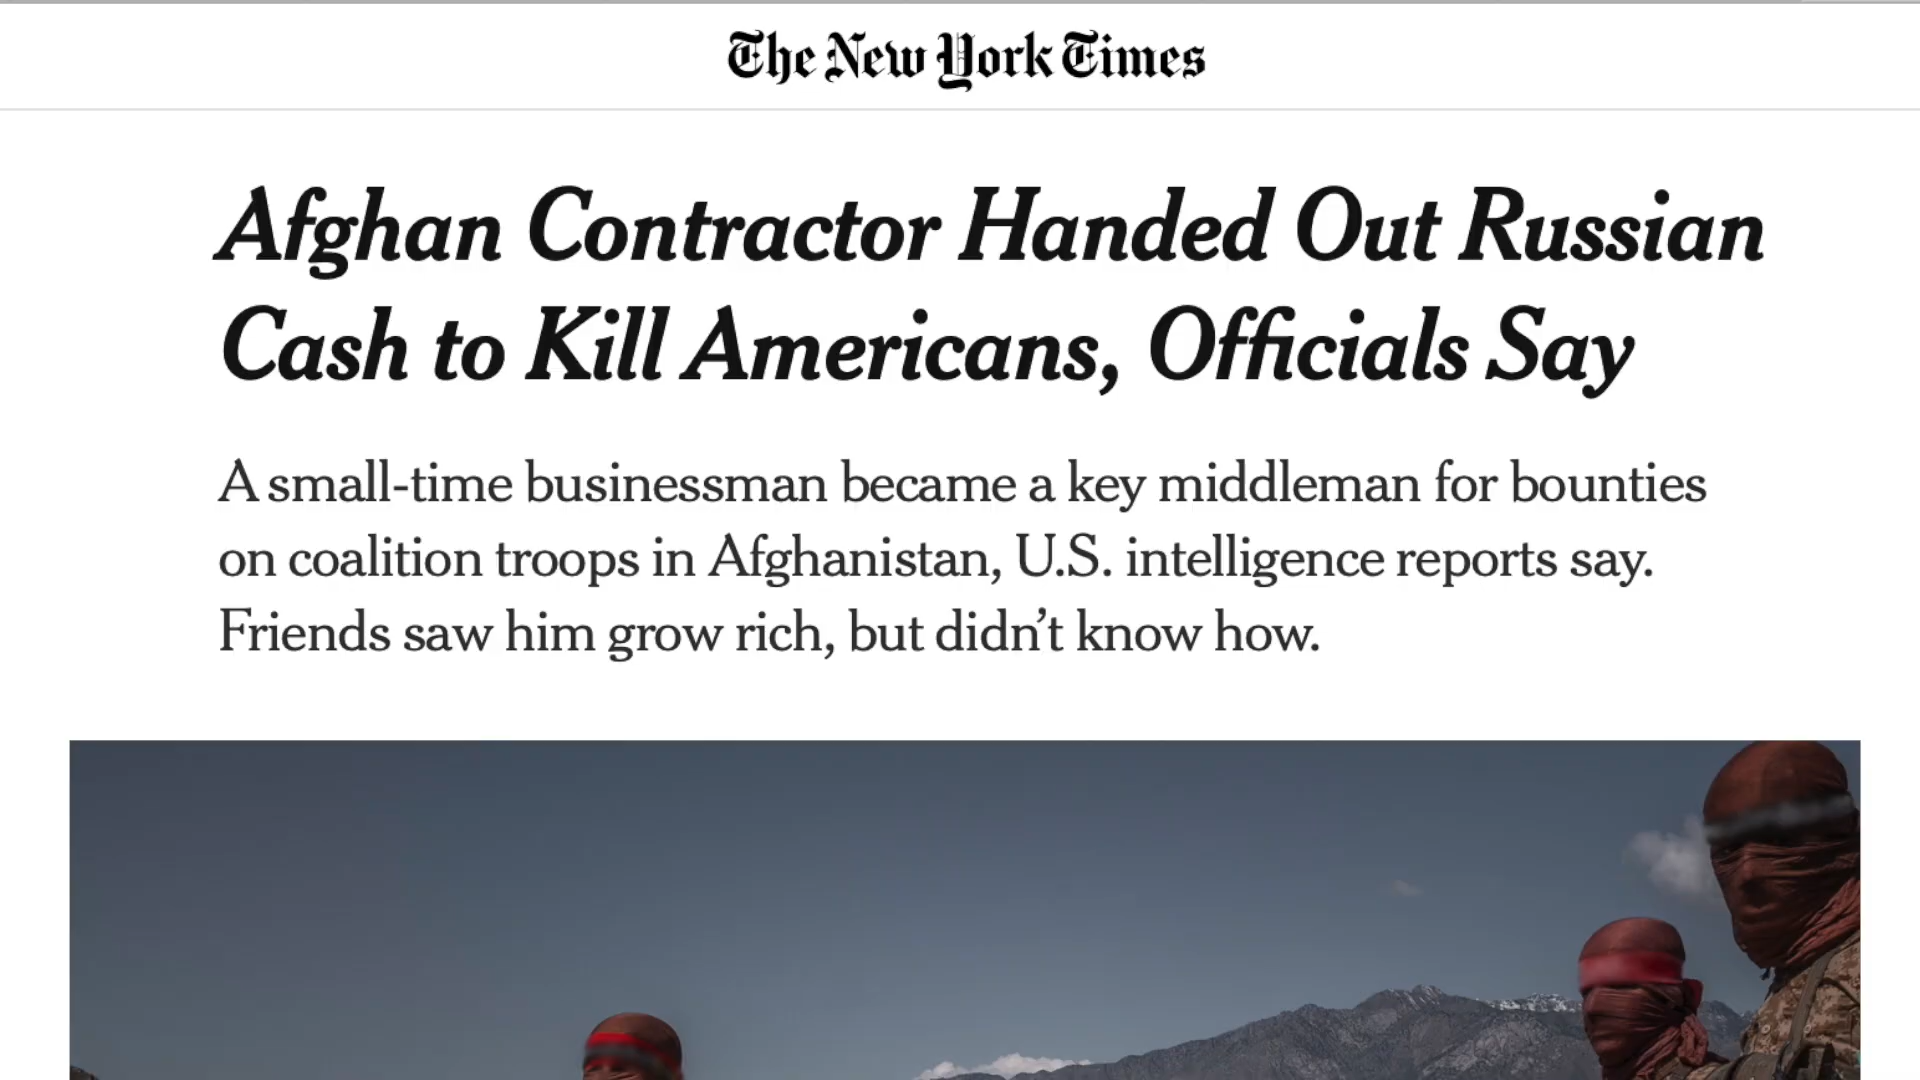 The New York Times
Afghan Contractor Handed Out Russian
Cash to Kill Americans, Officials Say
A small-time businessman became a key middleman for bounties
on coalition troops in Afghanistan, U.S. intelligence reports say.
Friends saw him grow rich, but didn’t know how.